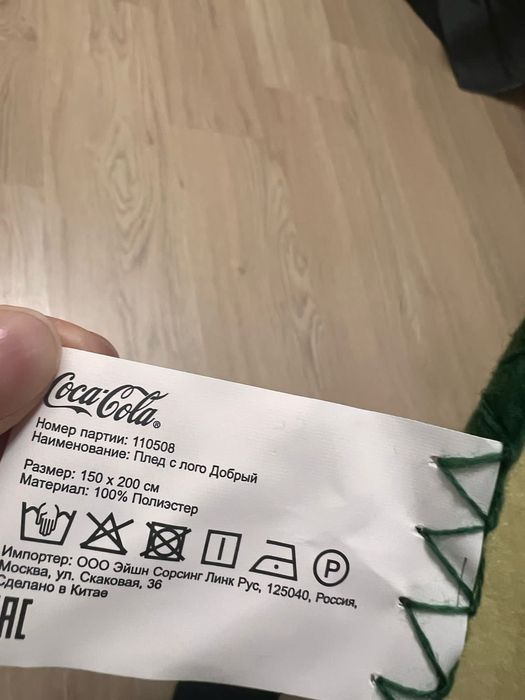 Coca-Cola®
Номер партии: 110508
Наименование: Плед с лого Добрый
Размер: 150 x 200 см
Материал: 100% Полиэстер
P
Импортер: ООО Эйшн Сорсинг Линк Рус, 125040, Россия,
Москва, ул. Скаковая, 36
Сделано в Китае
EAC